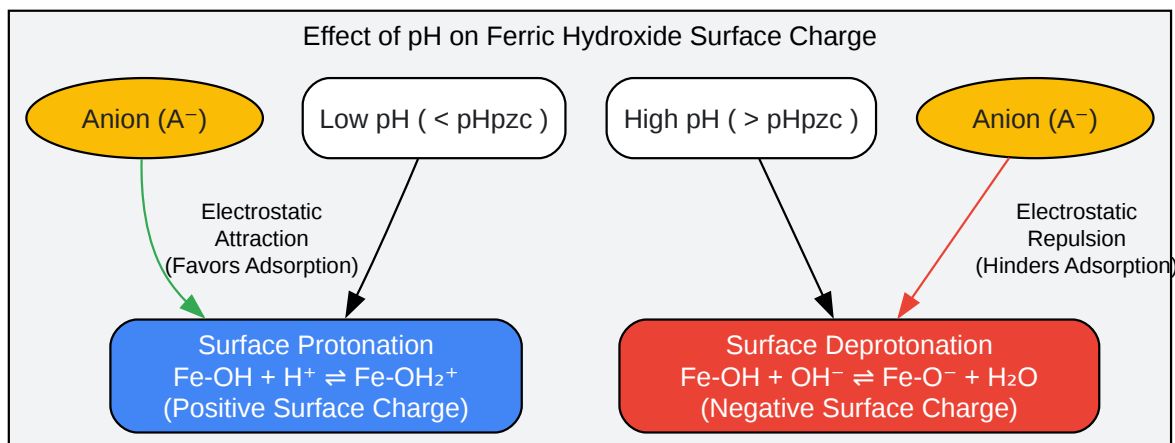 Effect of pH on Ferric Hydroxide Surface Charge
Anion (A⁻)
Low pH ( < pHpzc )
High pH ( > pHpzc )
Anion (A⁻)
Electrostatic
Attraction
(Favors Adsorption)
Electrostatic
Repulsion
(Hinders Adsorption)
Surface Protonation
Fe-OH + H⁺ ⇌ Fe-OH₂⁺
(Positive Surface Charge)
Surface Deprotonation
Fe-OH + OH⁻ ⇌ Fe-O⁻ + H₂O
(Negative Surface Charge)